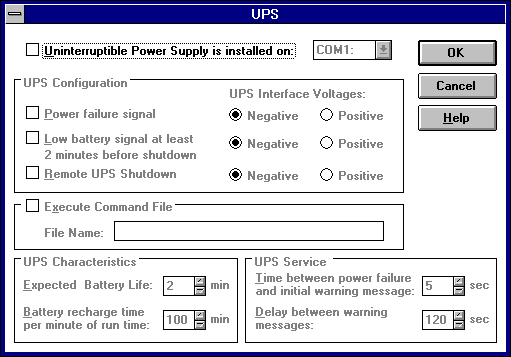 UPS
Uninterruptible Power Supply is installed on: COM1:
OK
Cancel
Help
UPS Configuration
UPS Interface Voltages:
Power failure signal Negative Positive
Low battery signal at least
2 minutes before shutdown Negative Positive
Remote UPS Shutdown Negative Positive
Execute Command File
File Name:
UPS Characteristics
Expected Battery Life: 2 min
Battery recharge time
per minute of run time: 100 min
UPS Service
Time between power failure
and initial warning message: 5 sec
Delay between warning
messages: 120 sec